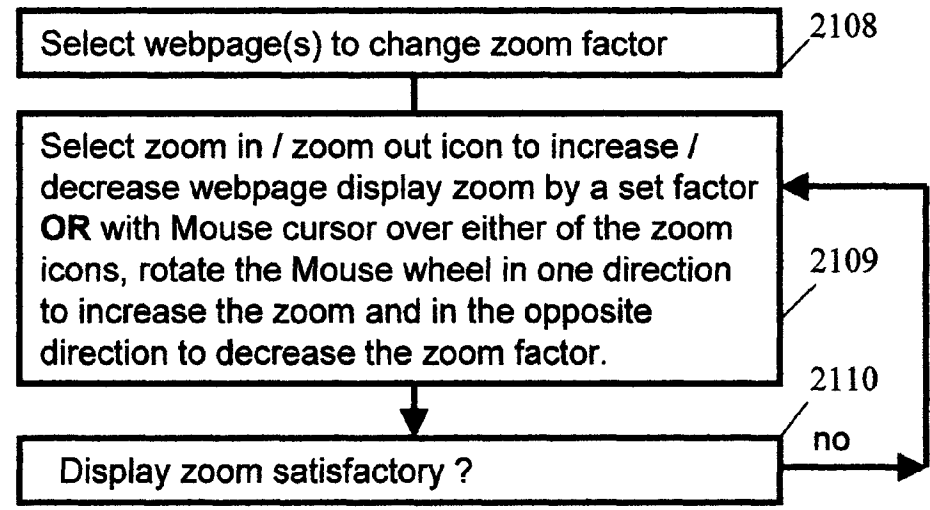 Select webpage(s) to change zoom factor
2108
Select zoom in / zoom out icon to increase /
decrease webpage display zoom by a set factor
OR with Mouse cursor over either of the zoom
icons, rotate the Mouse wheel in one direction
to increase the zoom and in the opposite
direction to decrease the zoom factor.
2109
2110
Display zoom satisfactory ?
no